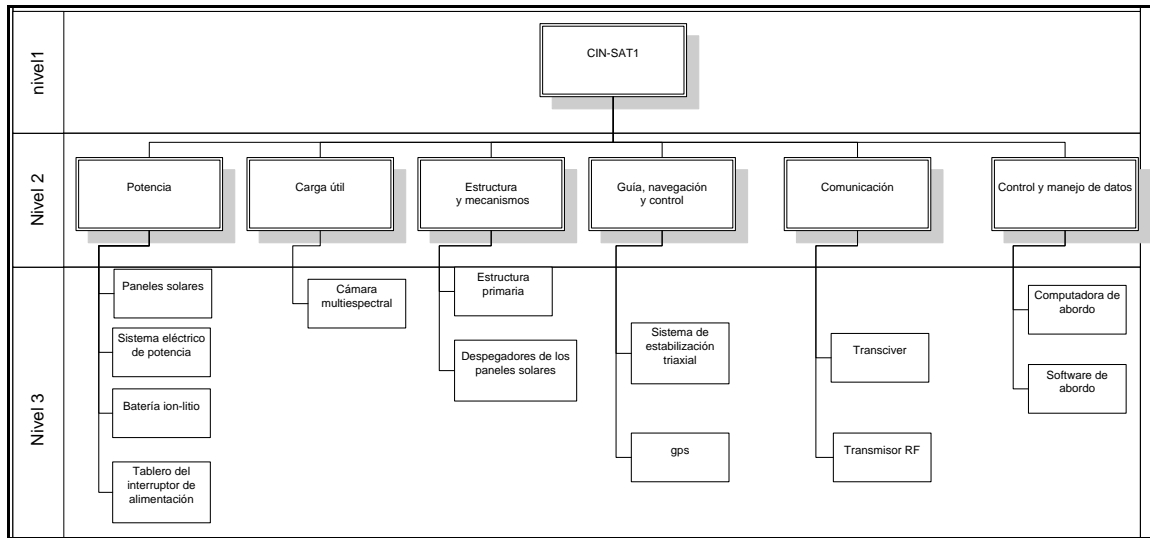 nivel1
CIN-SAT1
Nivel 2
Potencia
Carga útil
Estructura
y mecanismos
Guía, navegación
y control
Comunicación
Control y manejo de datos
Nivel 3
Paneles solares
Sistema eléctrico
de potencia
Batería ion-litio
Tablero del
interruptor de
alimentación
Cámara
multiespectral
Estructura
primaria
Despegadores de los
paneles solares
Sistema de
estabilización
triaxial
gps
Transciver
Transmisor RF
Computadora de
abordo
Software de
abordo